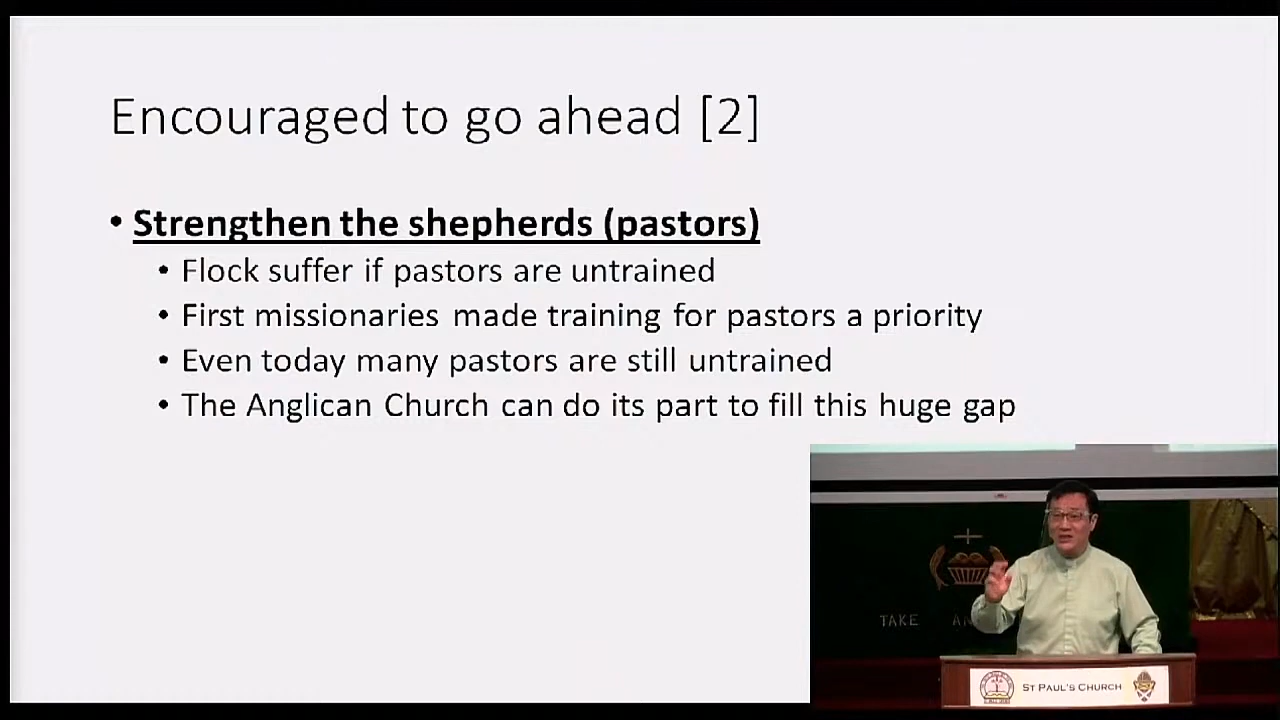 Encouraged to go ahead [2]
• Strengthen the shepherds (pastors)
• Flock suffer if pastors are untrained
• First missionaries made training for pastors a priority
• Even today many pastors are still untrained
• The Anglican Church can do its part to fill this huge gap
TAKE
ST PAUL'S CHURCH